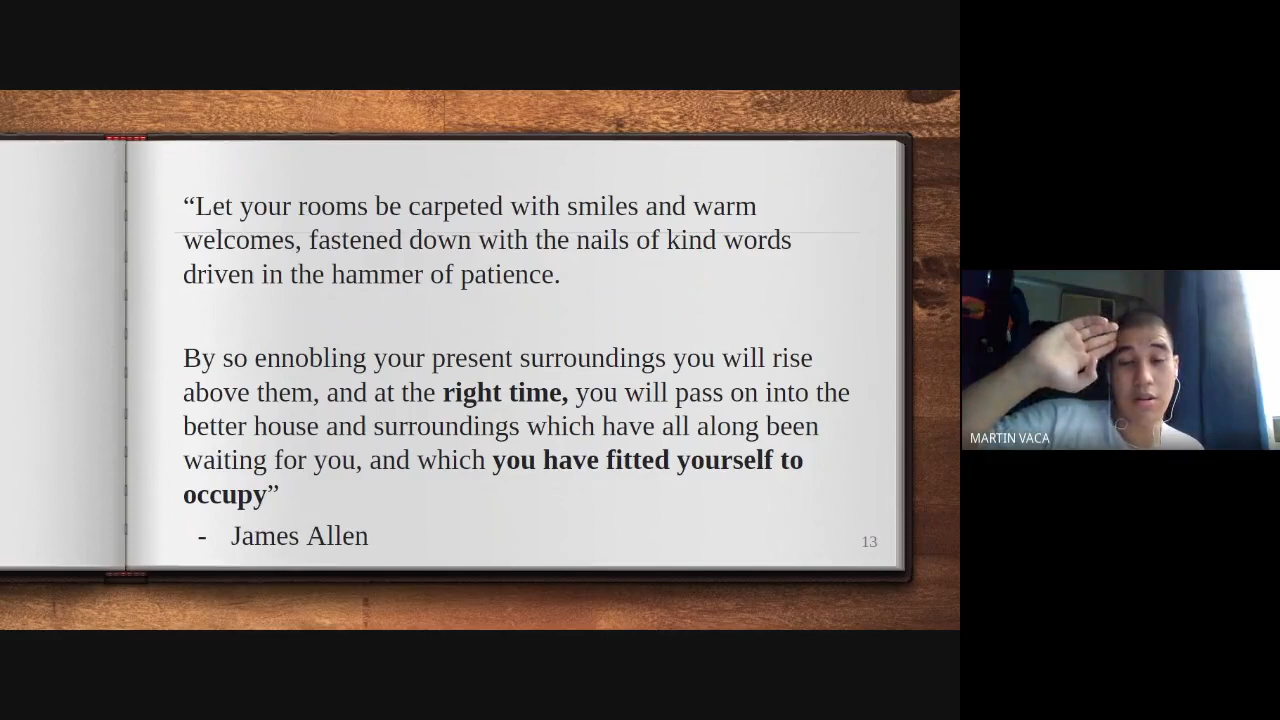 “Let your rooms be carpeted with smiles and warm
welcomes, fastened down with the nails of kind words
driven in the hammer of patience.
By so ennobling your present surroundings you will rise
above them, and at the right time, you will pass on into the
better house and surroundings which have all along been
waiting for you, and which you have fitted yourself to
occupy”
- James Allen
13
MARTIN VACA